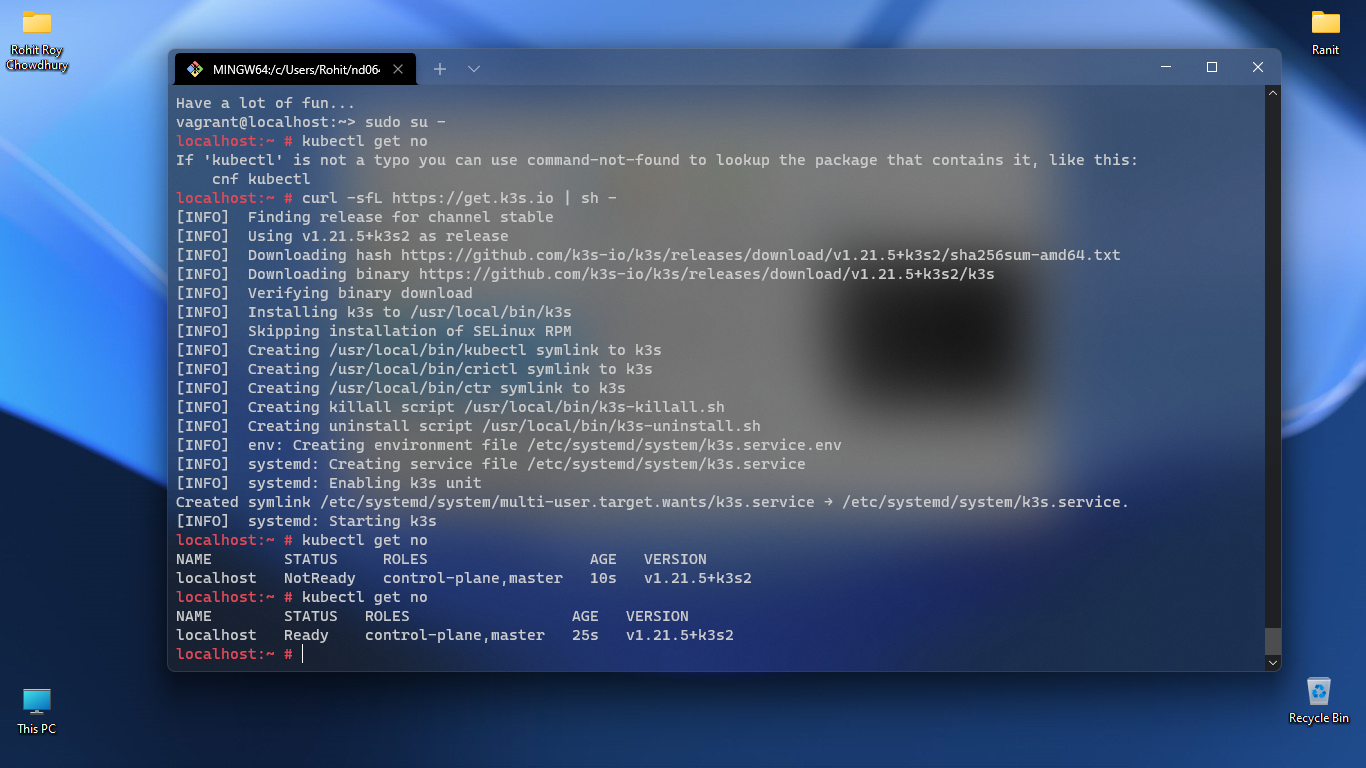 Rohit Roy
Chowdhury
Ranit
MINGW64:/c/Users/Rohit/nd064
Have a lot of fun...
vagrant@localhost:~> sudo su -
localhost:~ # kubectl get no
If 'kubectl' is not a typo you can use command-not-found to lookup the package that contains it, like this:
    cnf kubectl
localhost:~ # curl -sfL https://get.k3s.io | sh -
[INFO]  Finding release for channel stable
[INFO]  Using v1.21.5+k3s2 as release
[INFO]  Downloading hash https://github.com/k3s-io/k3s/releases/download/v1.21.5+k3s2/sha256sum-amd64.txt
[INFO]  Downloading binary https://github.com/k3s-io/k3s/releases/download/v1.21.5+k3s2/k3s
[INFO]  Verifying binary download
[INFO]  Installing k3s to /usr/local/bin/k3s
[INFO]  Skipping installation of SELinux RPM
[INFO]  Creating /usr/local/bin/kubectl symlink to k3s
[INFO]  Creating /usr/local/bin/crictl symlink to k3s
[INFO]  Creating /usr/local/bin/ctr symlink to k3s
[INFO]  Creating killall script /usr/local/bin/k3s-killall.sh
[INFO]  Creating uninstall script /usr/local/bin/k3s-uninstall.sh
[INFO]  env: Creating environment file /etc/systemd/system/k3s.service.env
[INFO]  systemd: Creating service file /etc/systemd/system/k3s.service
[INFO]  systemd: Enabling k3s unit
Created symlink /etc/systemd/system/multi-user.target.wants/k3s.service → /etc/systemd/system/k3s.service.
[INFO]  systemd: Starting k3s
localhost:~ # kubectl get no
NAME        STATUS     ROLES                  AGE   VERSION
localhost   NotReady   control-plane,master   10s   v1.21.5+k3s2
localhost:~ # kubectl get no
NAME        STATUS   ROLES                  AGE   VERSION
localhost   Ready    control-plane,master   25s   v1.21.5+k3s2
localhost:~ #
This PC
Recycle Bin